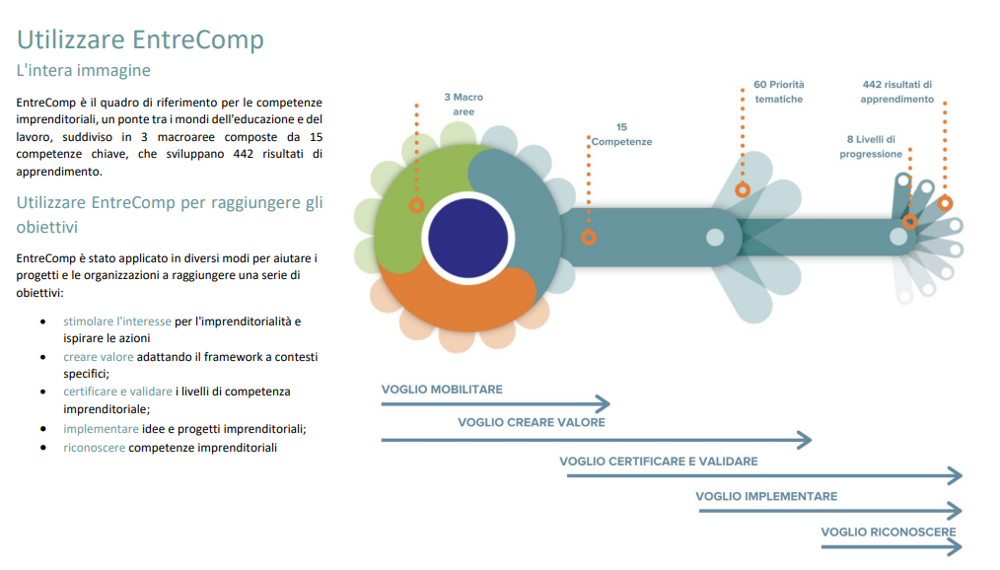 Utilizzare EntreComp
L'intera immagine
EntreComp è il quadro di riferimento per le competenze
imprenditoriali, un ponte tra i mondi dell'educazione e del
lavoro, suddiviso in 3 macroaree composte da 15
competenze chiave, che sviluppano 442 risultati di
apprendimento.
Utilizzare EntreComp per raggiungere gli
obiettivi
EntreComp è stato applicato in diversi modi per aiutare i
progetti e le organizzazioni a raggiungere una serie di
obiettivi:
• stimolare l'interesse per l'imprenditorialità e
ispirare le azioni
• creare valore adattando il framework a contesti
specifici;
• certificare e validare i livelli di competenza
imprenditoriale;
• implementare idee e progetti imprenditoriali;
• riconoscere competenze imprenditoriali
3 Macro
aree
15
Competenze
60 Priorità
tematiche
442 risultati di
apprendimento
8 Livelli di
progressione
VOGLIO MOBILITARE
VOGLIO CREARE VALORE
VOGLIO CERTIFICARE E VALIDARE
VOGLIO IMPLEMENTARE
VOGLIO RICONOSCERE